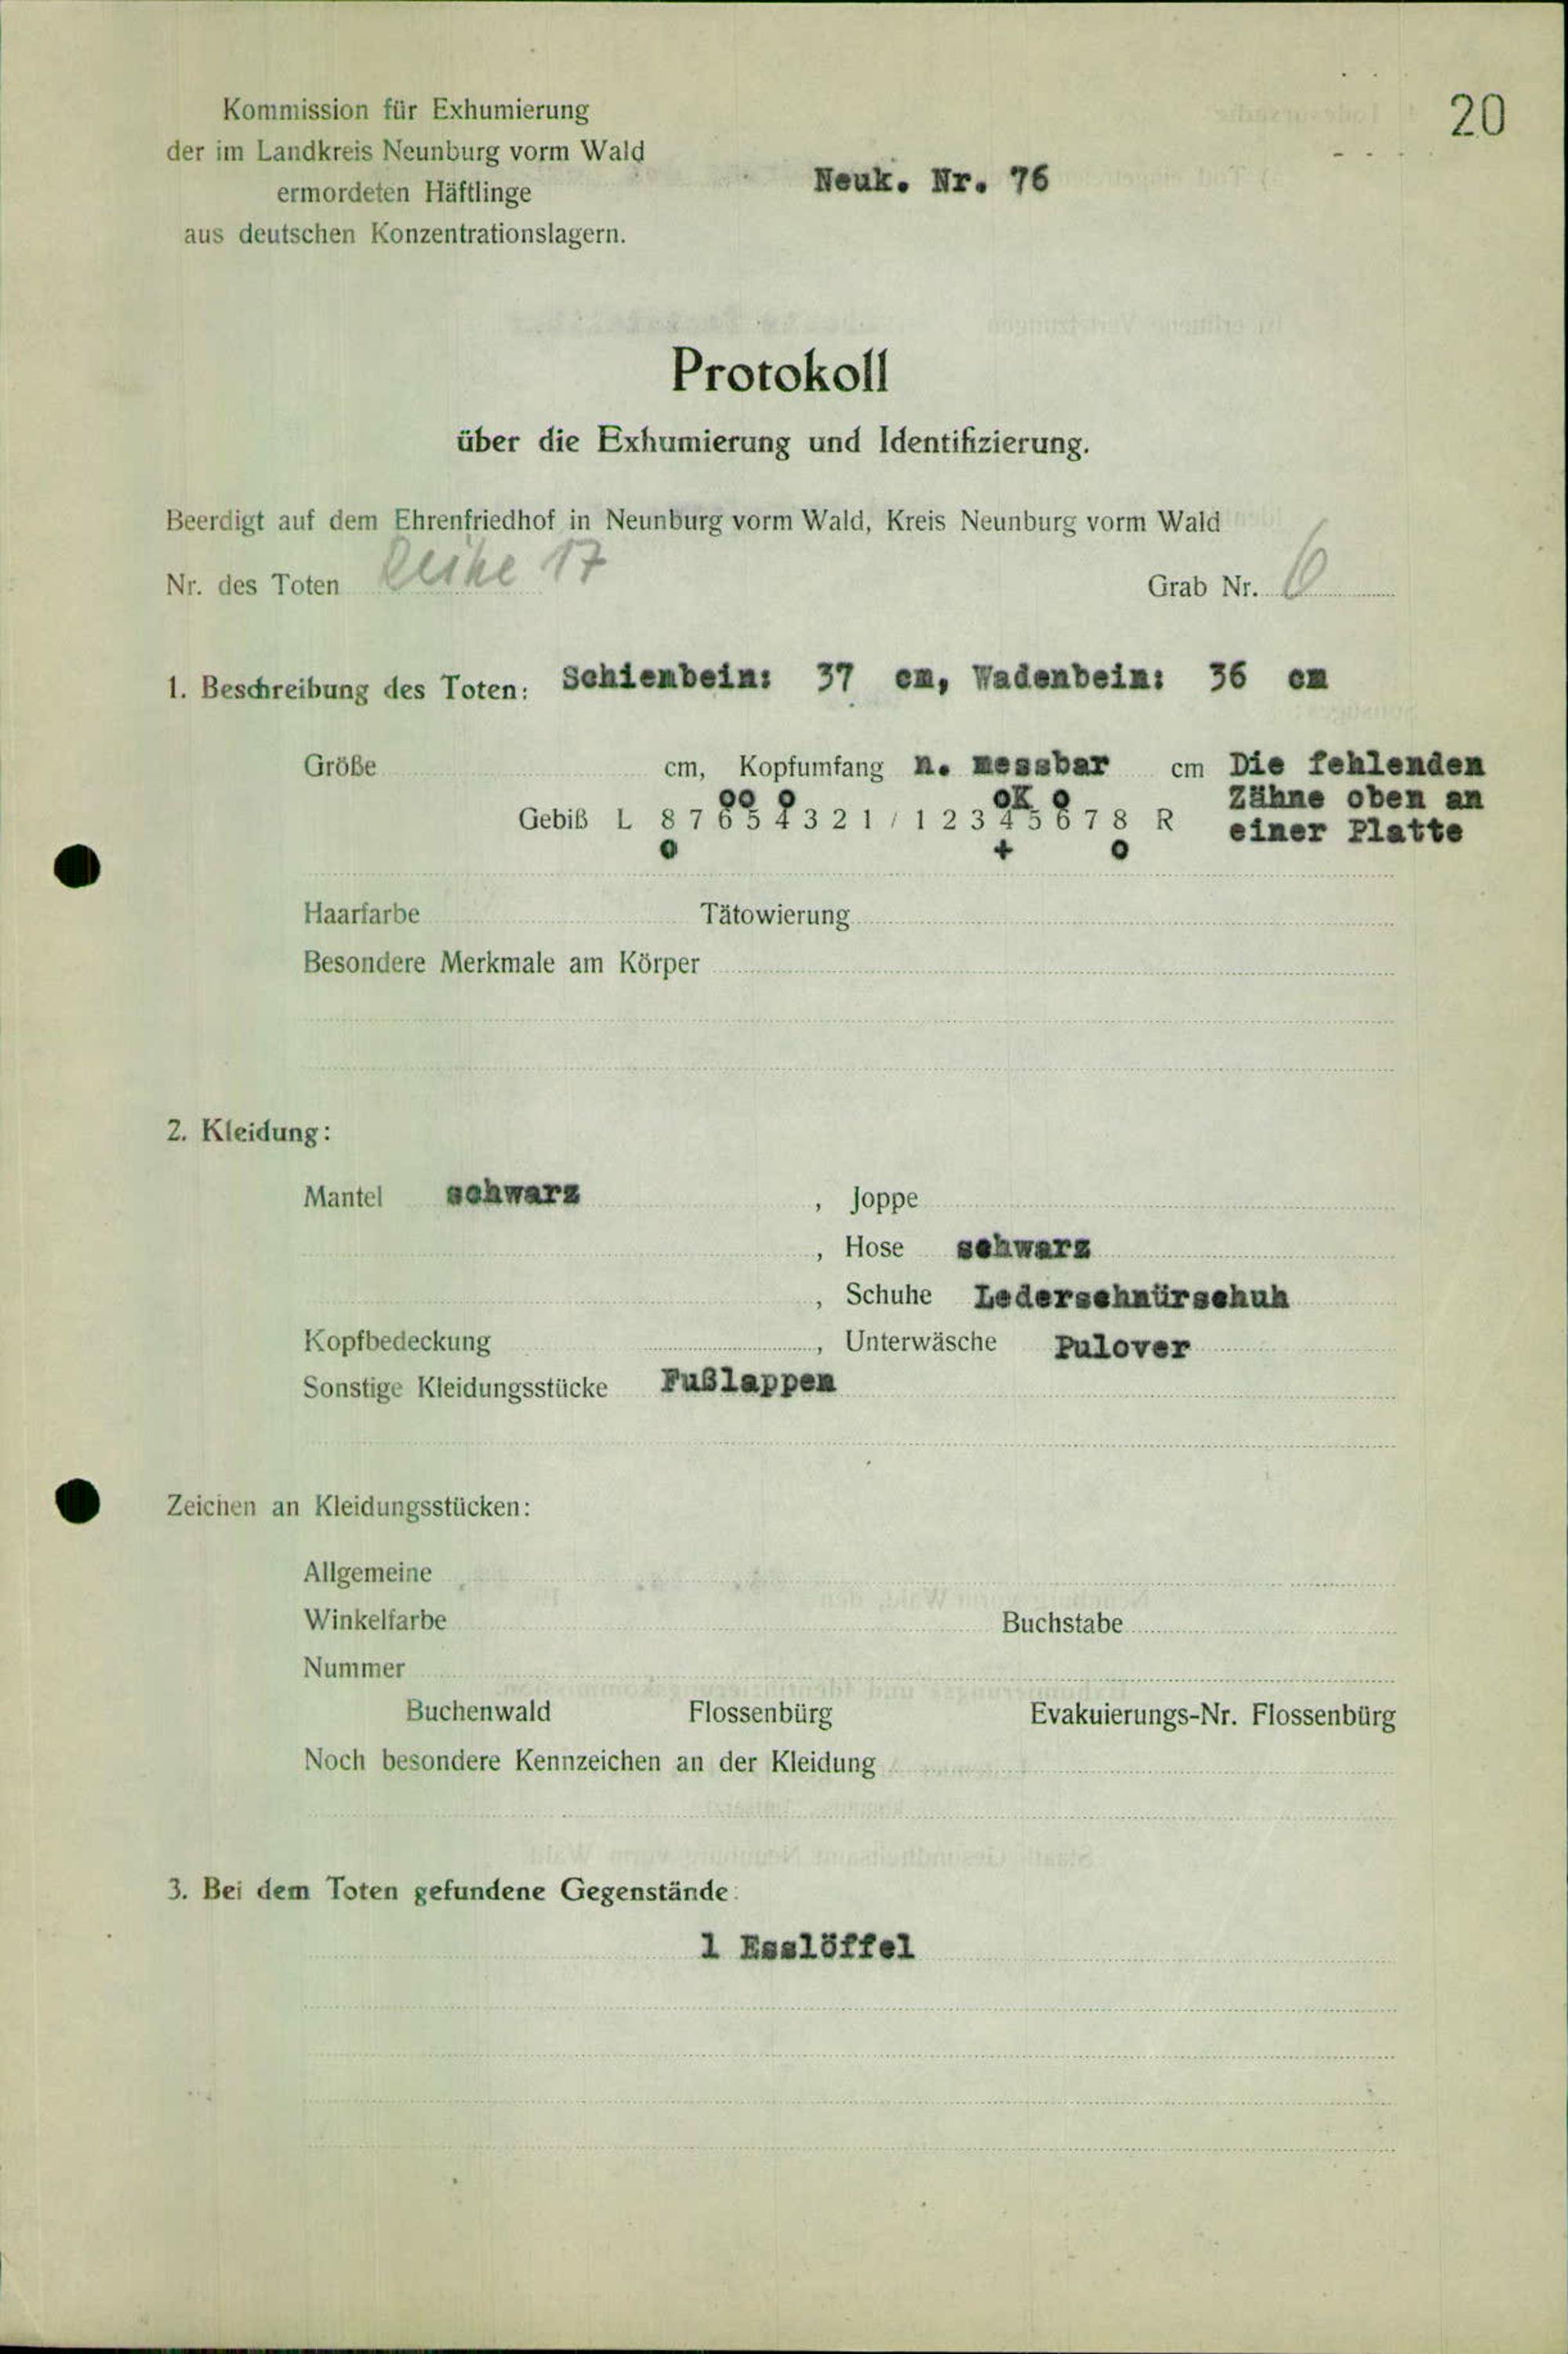 20
Kommission für Exhumierung
der im Landkreis Neunburg vorm Wald
ermordeten Häftlinge
aus deutschen Konzentrationslagern.
Neuk. Nr. 76
Protokoll
über die Exhumierung und Identifizierung.
Beerdigt auf dem Ehrenfriedhof in Neunburg vorm Wald, Kreis Neunburg vorm Wald
Nr. des Toten Reihe 17 Grab Nr. 6
1. Beschreibung des Toten: Schienbein: 37 cm, Wadenbein: 36 cm
Größe cm, Kopfumfang n. messbar cm Die fehlenden
oo o oK o Zähne oben an
Gebiß L 8 7 6 5 4 3 2 1 / 1 2 3 4 5 6 7 8 R einer Platte
o + o
Haarfarbe Tätowierung
Besondere Merkmale am Körper
2. Kleidung:
Mantel schwarz , Joppe
, Hose schwarz
, Schuhe Lederschnürschuh
Kopfbedeckung , Unterwäsche Pulover
Sonstige Kleidungsstücke Fußlappen
Zeichen an Kleidungsstücken:
Allgemeine
Winkelfarbe Buchstabe
Nummer
Buchenwald Flossenbürg Evakuierungs-Nr. Flossenbürg
Noch besondere Kennzeichen an der Kleidung
3. Bei dem Toten gefundene Gegenstände:
1 Esslöffel